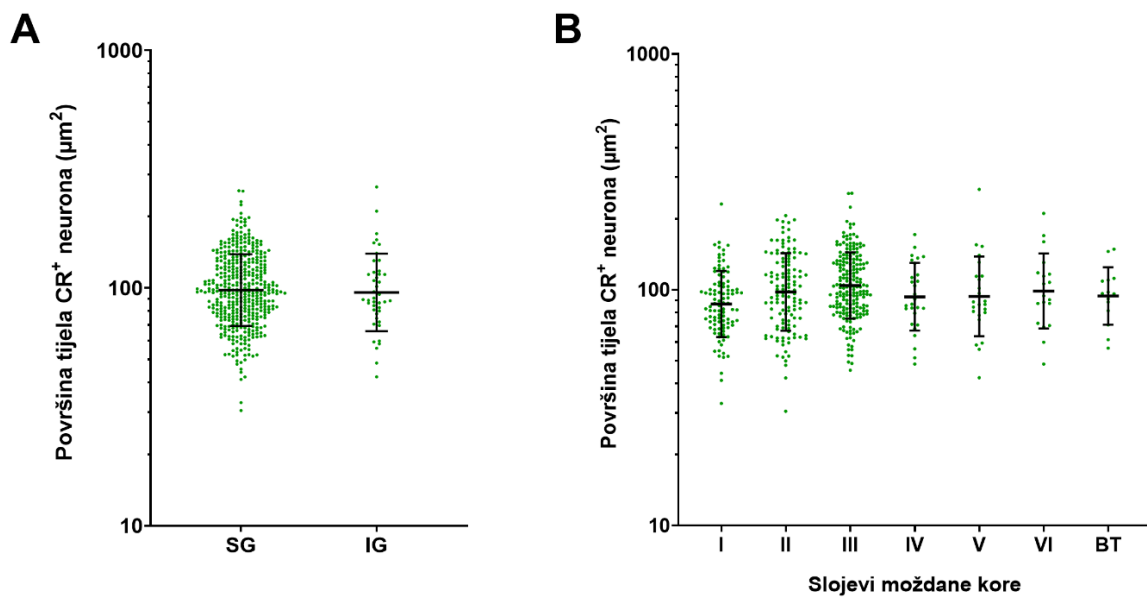 A
Površina tijela CR⁺ neurona (µm²)
1000
100
10
SG IG
B
Površina tijela CR⁺ neurona (µm²)
1000
100
10
I II III IV V VI BT
Slojevi moždane kore